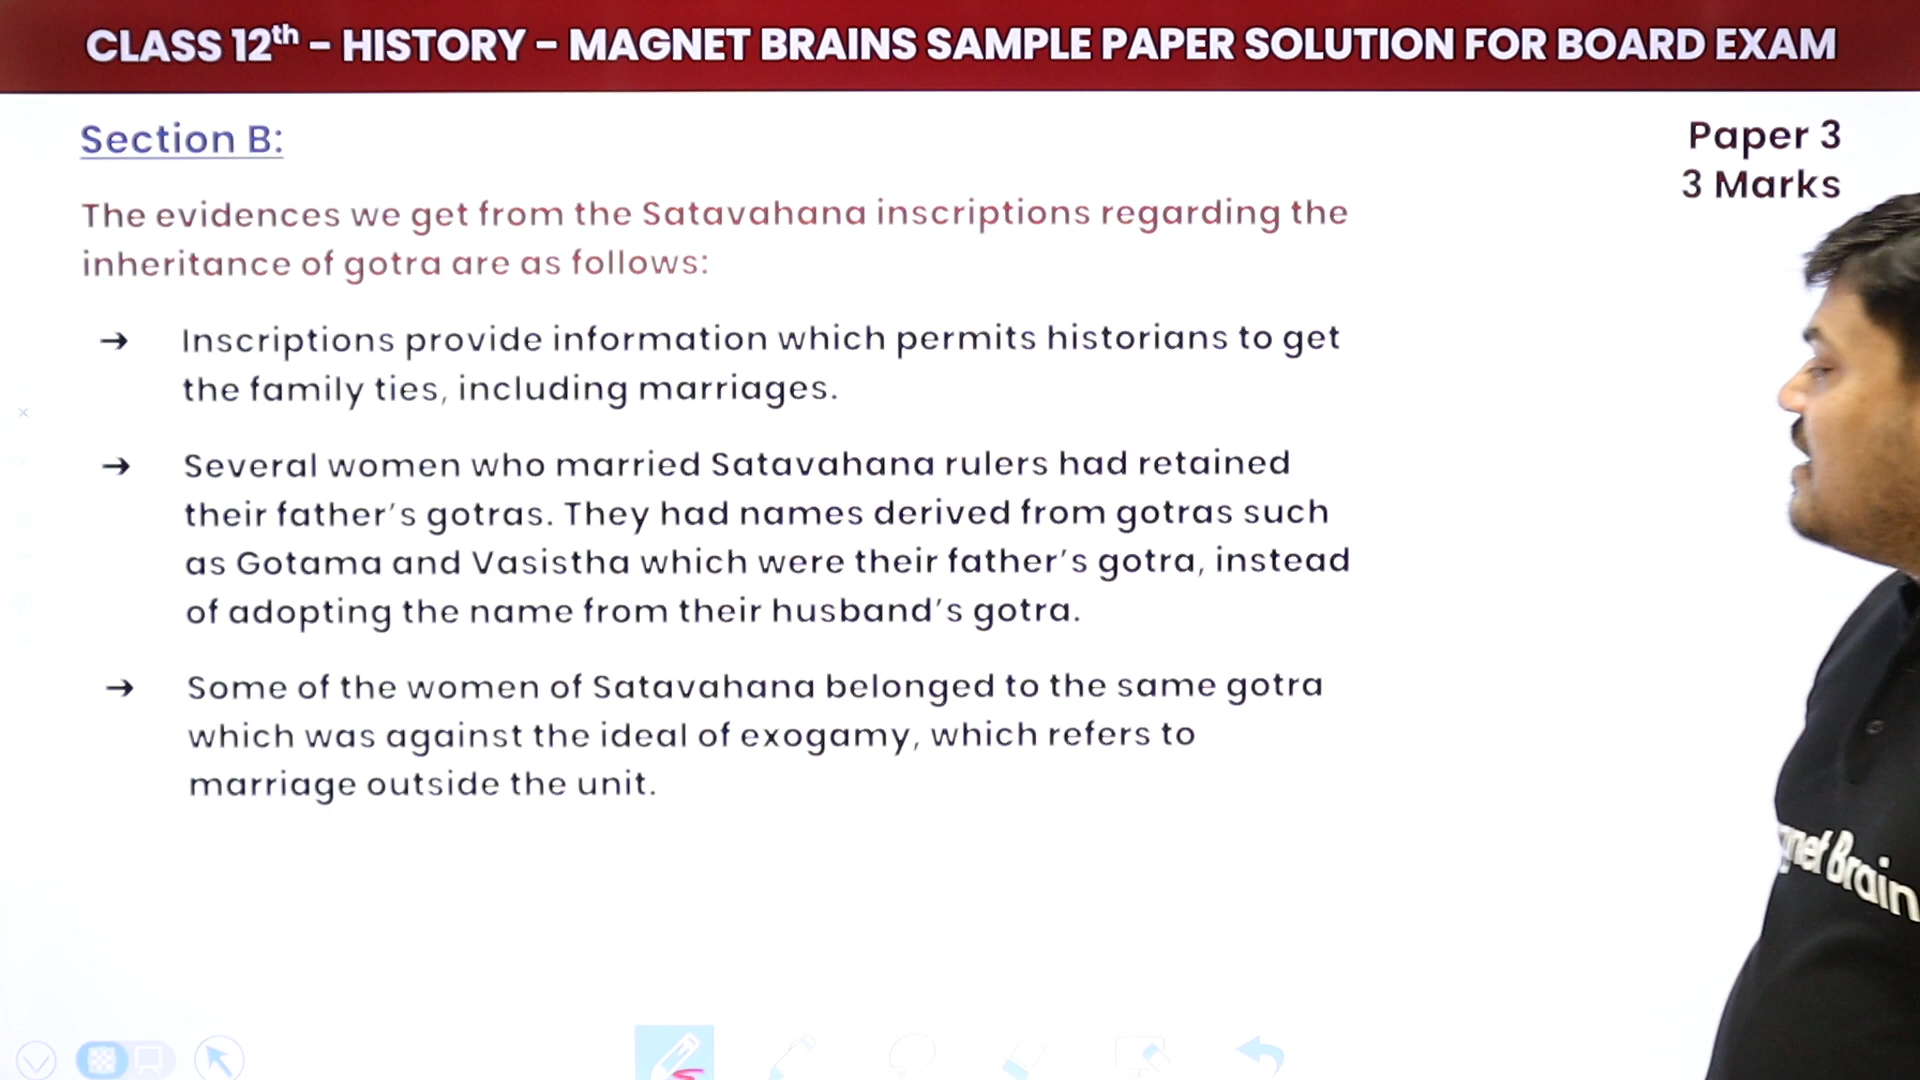 CLASS 12th – HISTORY – MAGNET BRAINS SAMPLE PAPER SOLUTION FOR BOARD EXAM
Section B:
Paper 3
3 Marks
The evidences we get from the Satavahana inscriptions regarding the
inheritance of gotra are as follows:
→ Inscriptions provide information which permits historians to get
the family ties, including marriages.
→ Several women who married Satavahana rulers had retained
their father’s gotras. They had names derived from gotras such
as Gotama and Vasistha which were their father’s gotra, instead
of adopting the name from their husband’s gotra.
→ Some of the women of Satavahana belonged to the same gotra
which was against the ideal of exogamy, which refers to
marriage outside the unit.
gnet Brain